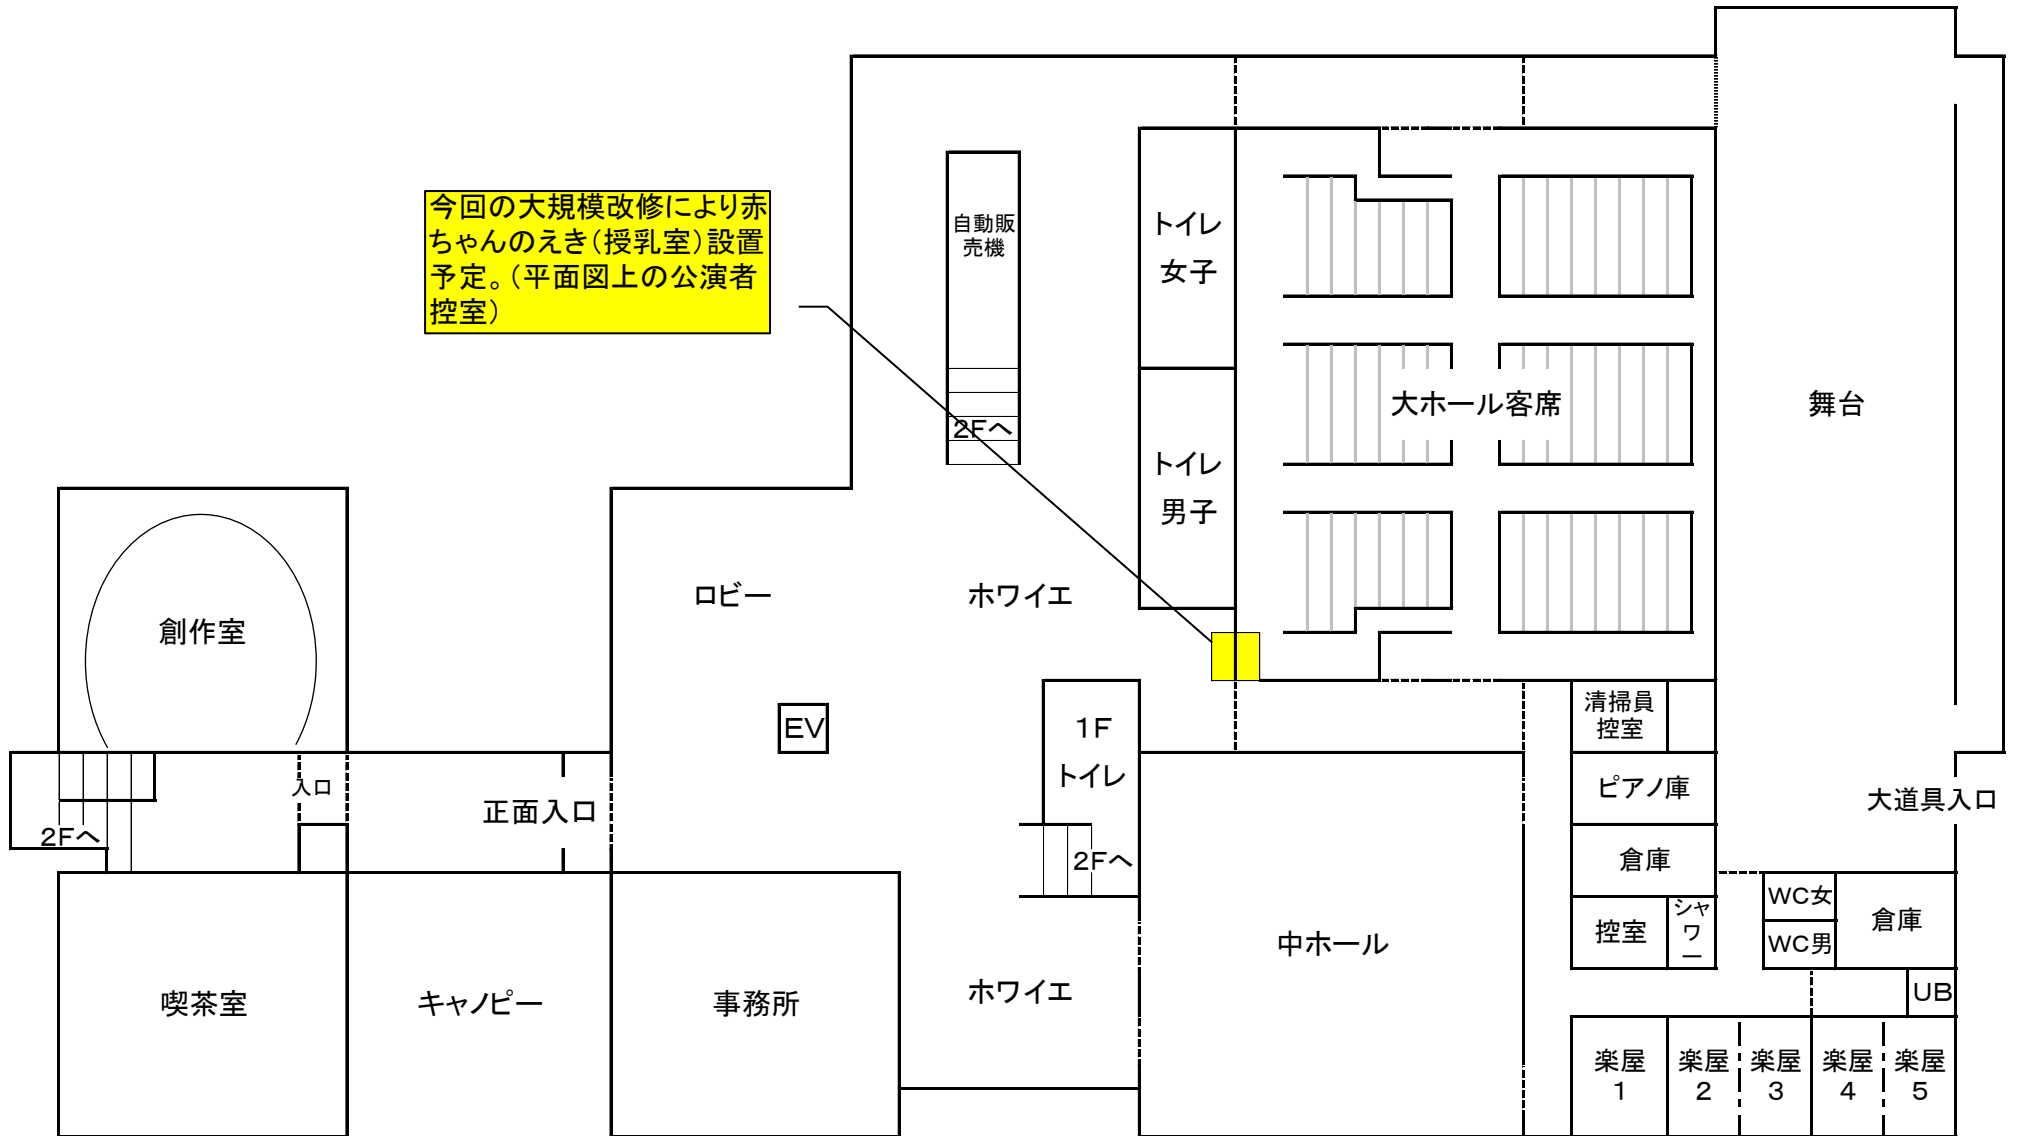 今回の大規模改修により赤
ちゃんのえき（授乳室）設置
予定。（平面図上の公演者
控室）
自動販
売機
2Fへ
トイレ
女子
トイレ
男子
大ホール客席
舞台
創作室
ロビー
ホワイエ
EV
1F
トイレ
2Fへ
入口
正面入口
2Fへ
清掃員
控室
ピアノ庫
倉庫
控室
シャ
ワ
ー
大道具入口
WC女
WC男
倉庫
UB
喫茶室
キャノピー
事務所
ホワイエ
中ホール
楽屋
1
楽屋
2
楽屋
3
楽屋
4
楽屋
5